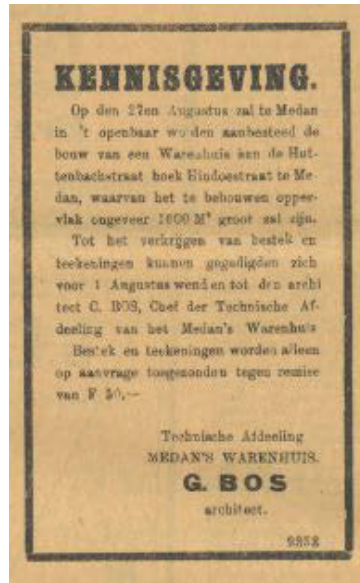 KENNISGEVING.
Op den 27en Augustus zal te Medan
in 't openbaar worden aanbesteed de
bouw van een Warenhuis aan de Hut-
tenbachstraat hoek Hindoestraat te Me-
dan, waarvan het te bebouwen opper-
vlak ongeveer 1600 M² groot zal zijn.
Tot het verkrijgen van bestek en
teekeningen kunnen gegadigden zich
voor 1 Augustus wenden tot den archi
tect G. BOS, Chef der Technische Af-
deeling van het Medan's Warenhuis
Bestek en teekeningen worden alleen
op aanvrage toegezonden tegen remise
van F 50.—
Technische Afdeeling
MEDAN'S WARENHUIS.
G. BOS
architect.
9353